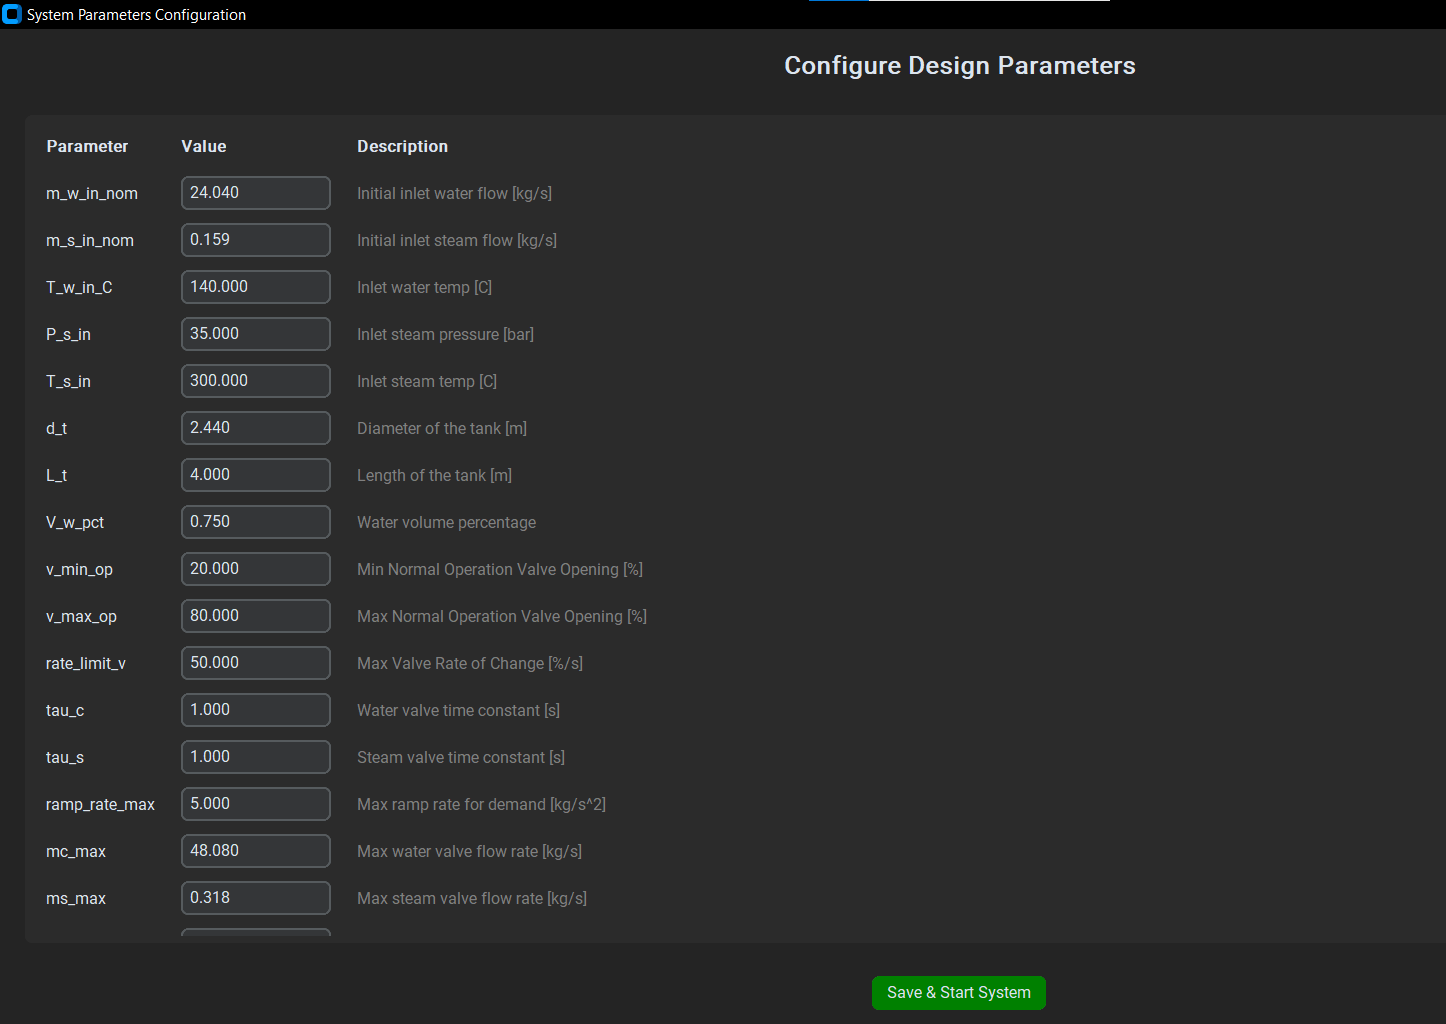 System Parameters Configuration
Configure Design Parameters
Parameter Value Description
m_w_in_nom 24.040 Initial inlet water flow [kg/s]
m_s_in_nom 0.159 Initial inlet steam flow [kg/s]
T_w_in_C 140.000 Inlet water temp [C]
P_s_in 35.000 Inlet steam pressure [bar]
T_s_in 300.000 Inlet steam temp [C]
d_t 2.440 Diameter of the tank [m]
L_t 4.000 Length of the tank [m]
V_w_pct 0.750 Water volume percentage
v_min_op 20.000 Min Normal Operation Valve Opening [%]
v_max_op 80.000 Max Normal Operation Valve Opening [%]
rate_limit_v 50.000 Max Valve Rate of Change [%/s]
tau_c 1.000 Water valve time constant [s]
tau_s 1.000 Steam valve time constant [s]
ramp_rate_max 5.000 Max ramp rate for demand [kg/s^2]
mc_max 48.080 Max water valve flow rate [kg/s]
ms_max 0.318 Max steam valve flow rate [kg/s]
Save & Start System